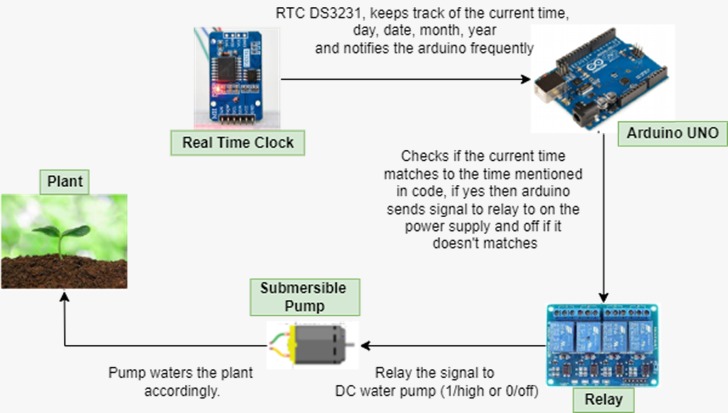 RTC DS3231, keeps track of the current time,
day, date, month, year
and notifies the arduino frequently
Real Time Clock
Arduino UNO
Checks if the current time
matches to the time mentioned
in code, if yes then arduino
sends signal to relay to on the
power supply and off if it
doesn't matches
Plant
Submersible
Pump
Pump waters the plant
accordingly.
Relay the signal to
DC water pump (1/high or 0/off)
Relay